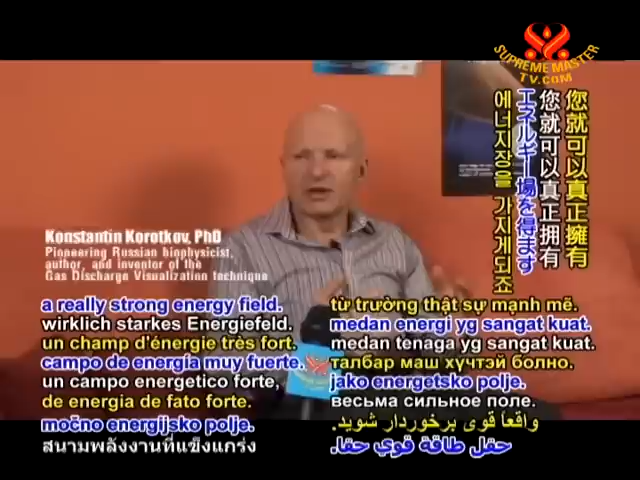 SUPREME MASTER
TV.COM
您就可以真正擁有
您就可以真正拥有
エネルギー場を得ます
에너지장을 가지게되죠
Konstantin Korotkov, PhD
Pioneering Russian biophysicist,
author, and inventor of the
Gas Discharge Visualization technique
a really strong energy field.
wirklich starkes Energiefeld.
un champ d'énergie très fort.
campo de energía muy fuerte.
un campo energetico forte,
de energia de fato forte.
močno energijsko polje.
สนามพลังงานที่แข็งแกร่ง
từ trường thật sự mạnh mẽ.
medan energi yg sangat kuat.
medan tenaga yg sangat kuat.
талбар маш хүчтэй болно.
jako energetsko polje.
весьма сильное поле.
واقعاً قوی برخوردار شوید.
حقل طاقة قوي حقا.